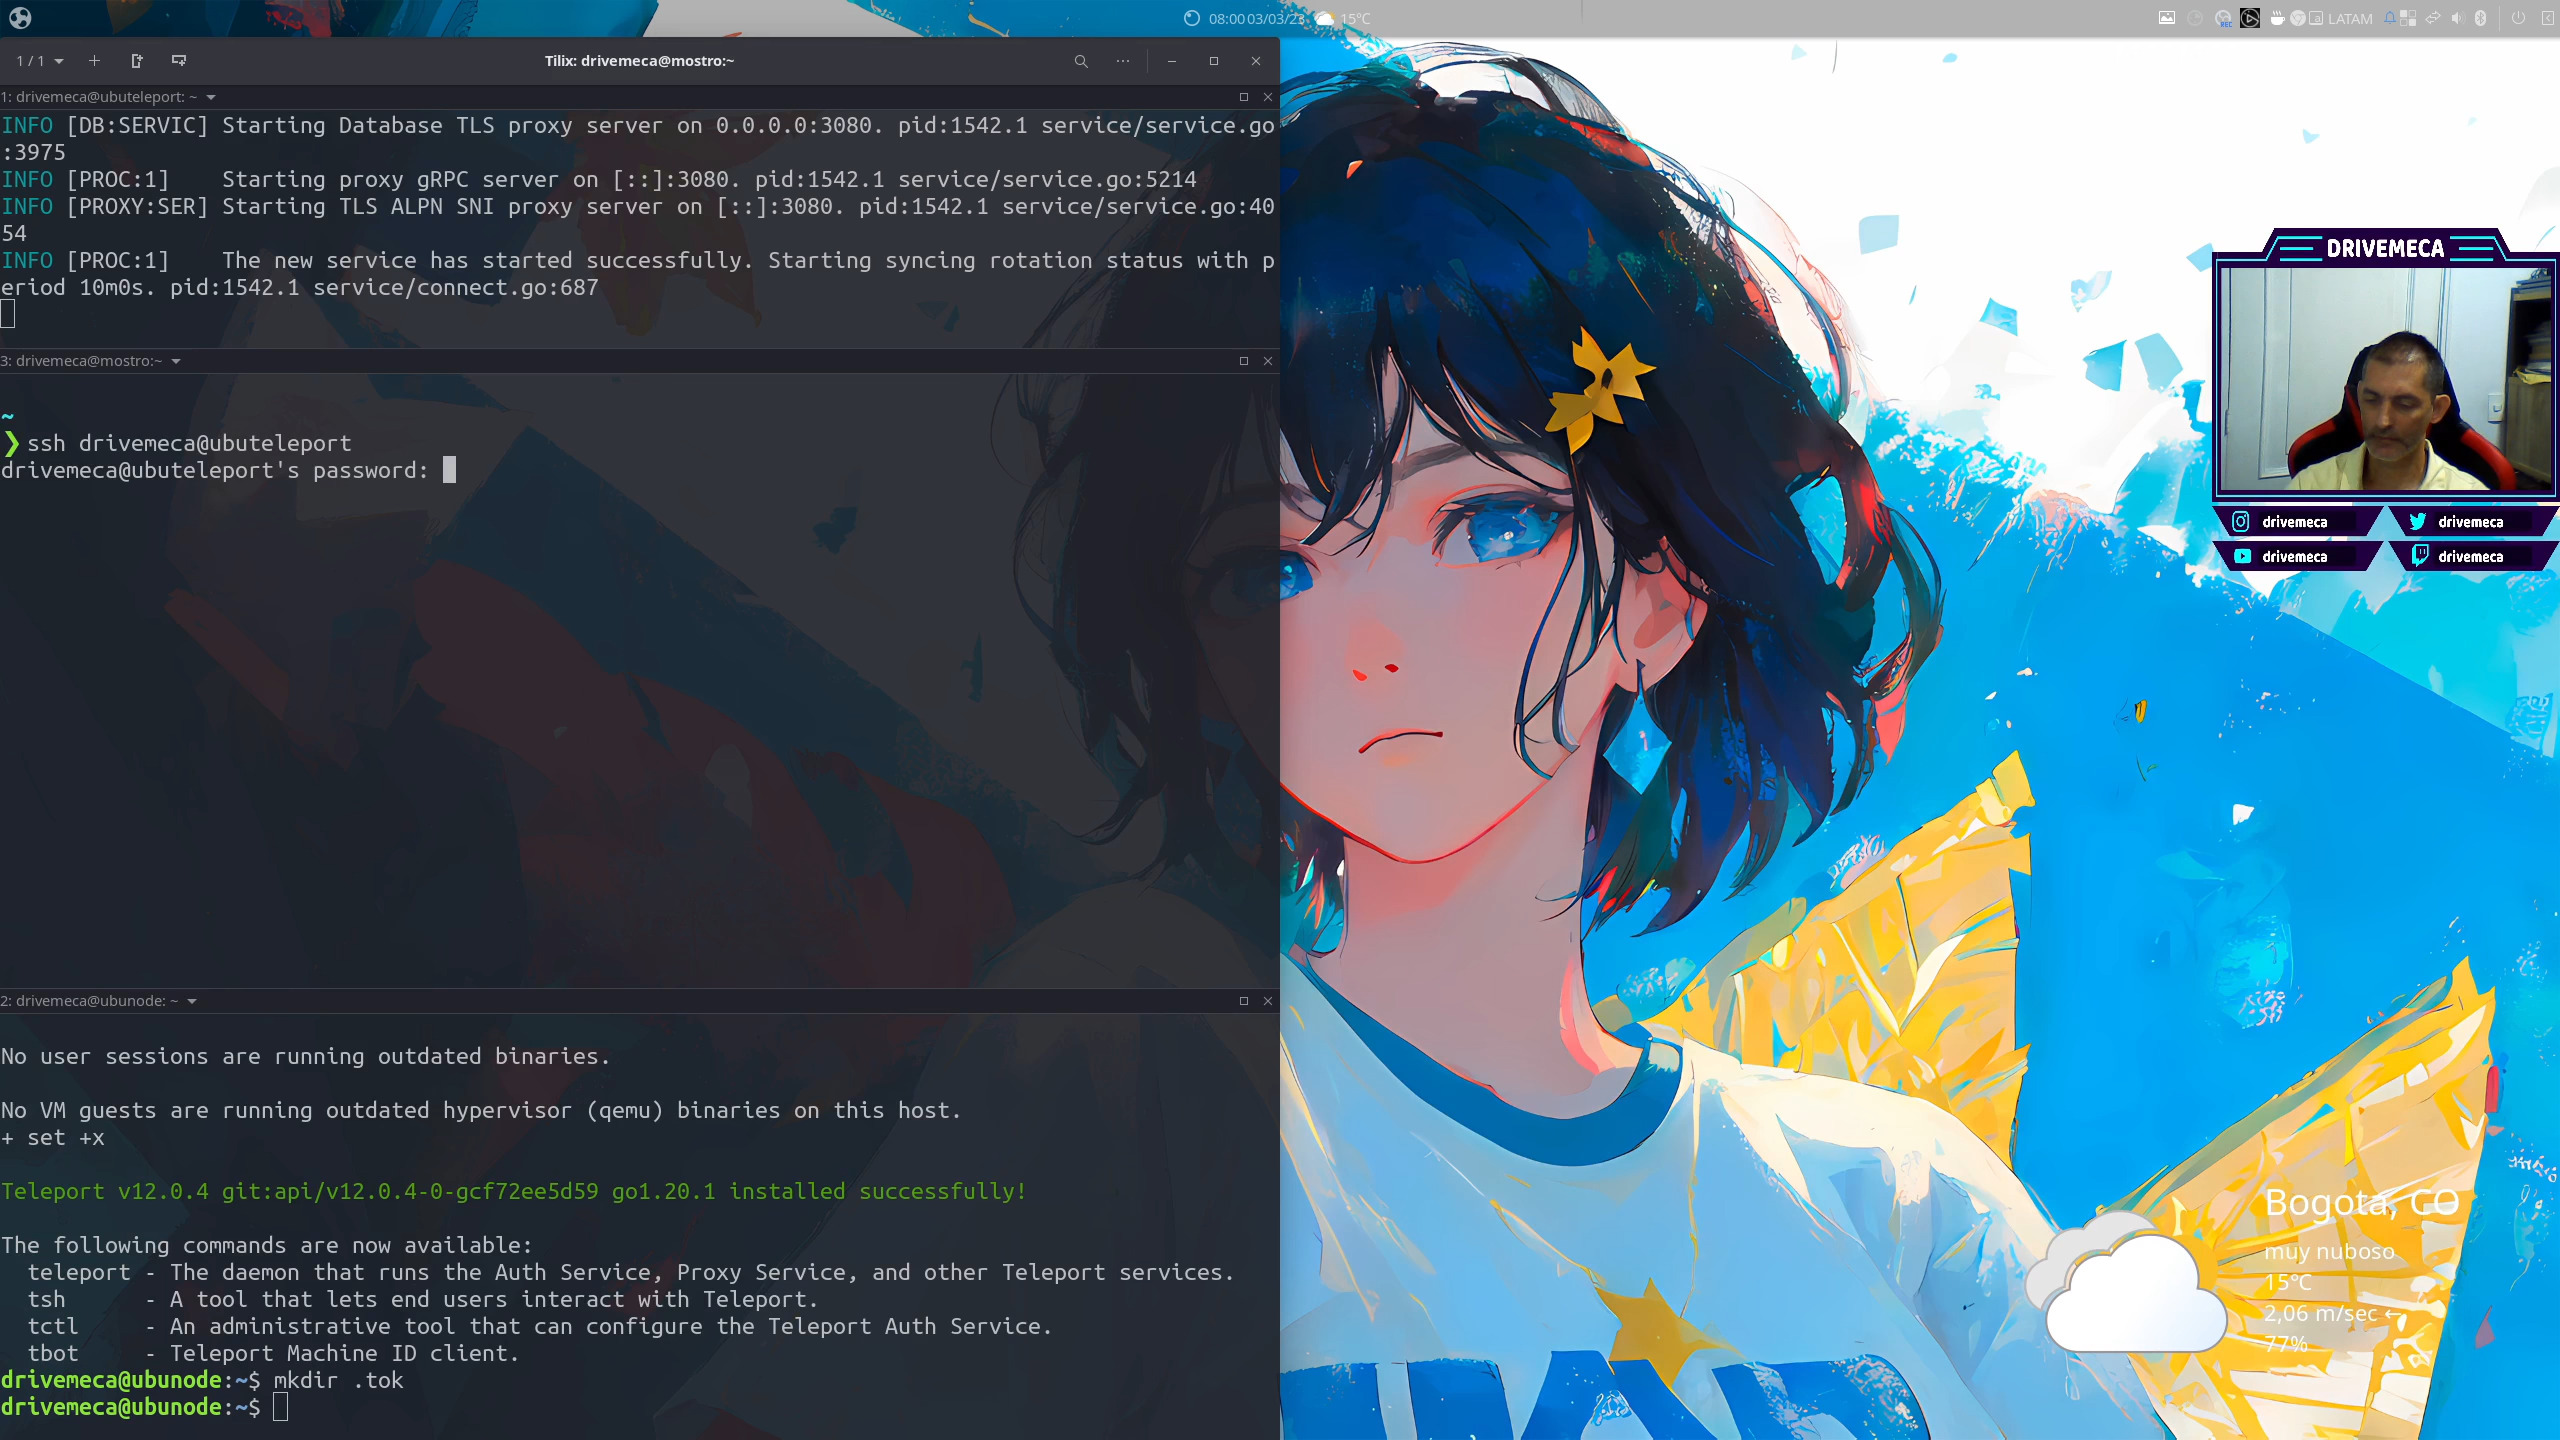 08:00 03/03/23 15°C
REC
LATAM
1 / 1
Tilix: drivemeca@mostro:~
1: drivemeca@ubuteleport: ~
INFO [DB:SERVIC] Starting Database TLS proxy server on 0.0.0.0:3080. pid:1542.1 service/service.go
:3975
INFO [PROC:1]    Starting proxy gRPC server on [::]:3080. pid:1542.1 service/service.go:5214
INFO [PROXY:SER] Starting TLS ALPN SNI proxy server on [::]:3080. pid:1542.1 service/service.go:40
54
INFO [PROC:1]    The new service has started successfully. Starting syncing rotation status with p
eriod 10m0s. pid:1542.1 service/connect.go:687
3: drivemeca@mostro:~
~
❯ ssh drivemeca@ubuteleport
drivemeca@ubuteleport's password:
2: drivemeca@ubunode: ~
No user sessions are running outdated binaries.
No VM guests are running outdated hypervisor (qemu) binaries on this host.
+ set +x
Teleport v12.0.4 git:api/v12.0.4-0-gcf72ee5d59 go1.20.1 installed successfully!
The following commands are now available:
  teleport - The daemon that runs the Auth Service, Proxy Service, and other Teleport services.
  tsh      - A tool that lets end users interact with Teleport.
  tctl     - An administrative tool that can configure the Teleport Auth Service.
  tbot     - Teleport Machine ID client.
drivemeca@ubunode:~$ mkdir .tok
drivemeca@ubunode:~$
DRIVEMECA
drivemeca
drivemeca
drivemeca
drivemeca
Bogota, CO
muy nuboso
15°C
2,06 m/sec ←
77%